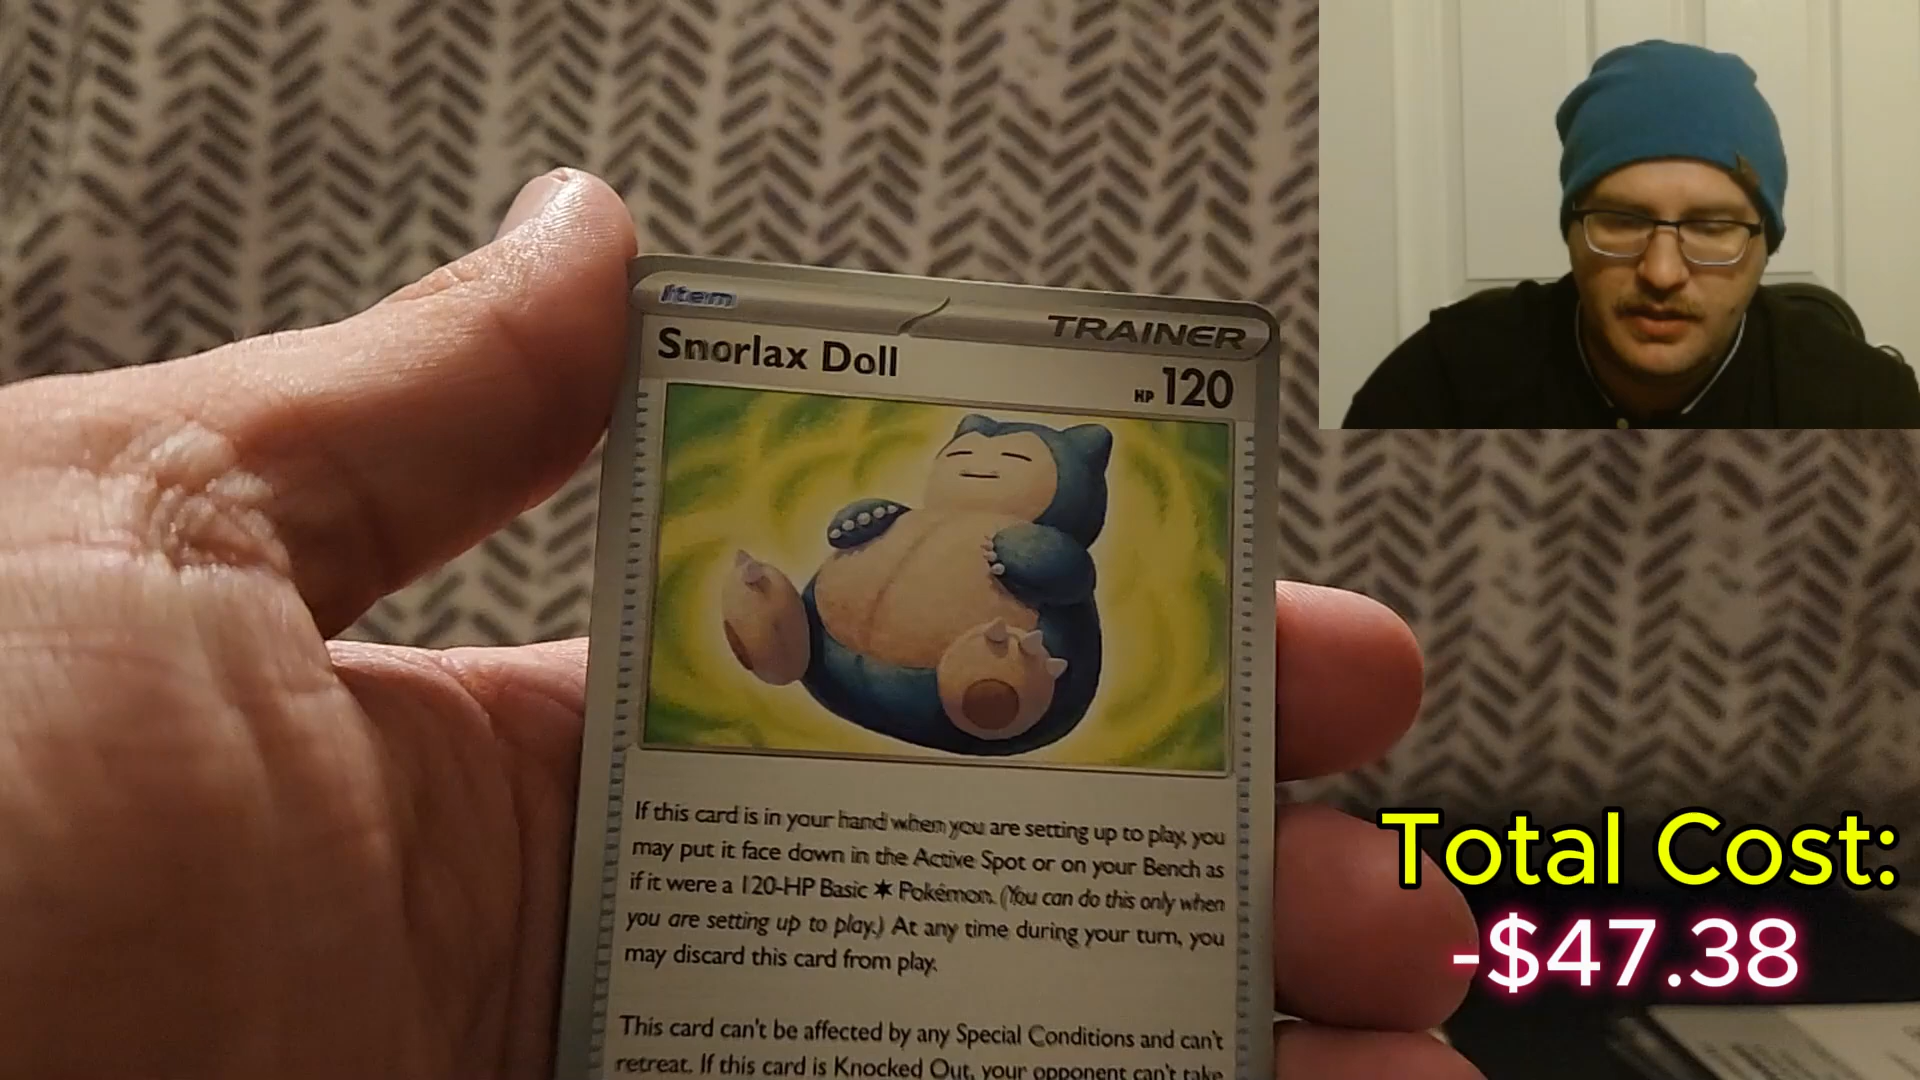 Item
TRAINER
Snorlax Doll
HP 120
If this card is in your hand when you are setting up to play, you
may put it face down in the Active Spot or on your Bench as
if it were a 120-HP Basic ✶ Pokémon. (You can do this only when
you are setting up to play.) At any time during your turn, you
may discard this card from play.
This card can't be affected by any Special Conditions and can't
retreat. If this card is Knocked Out, your opponent can't take
Total Cost:
-$47.38